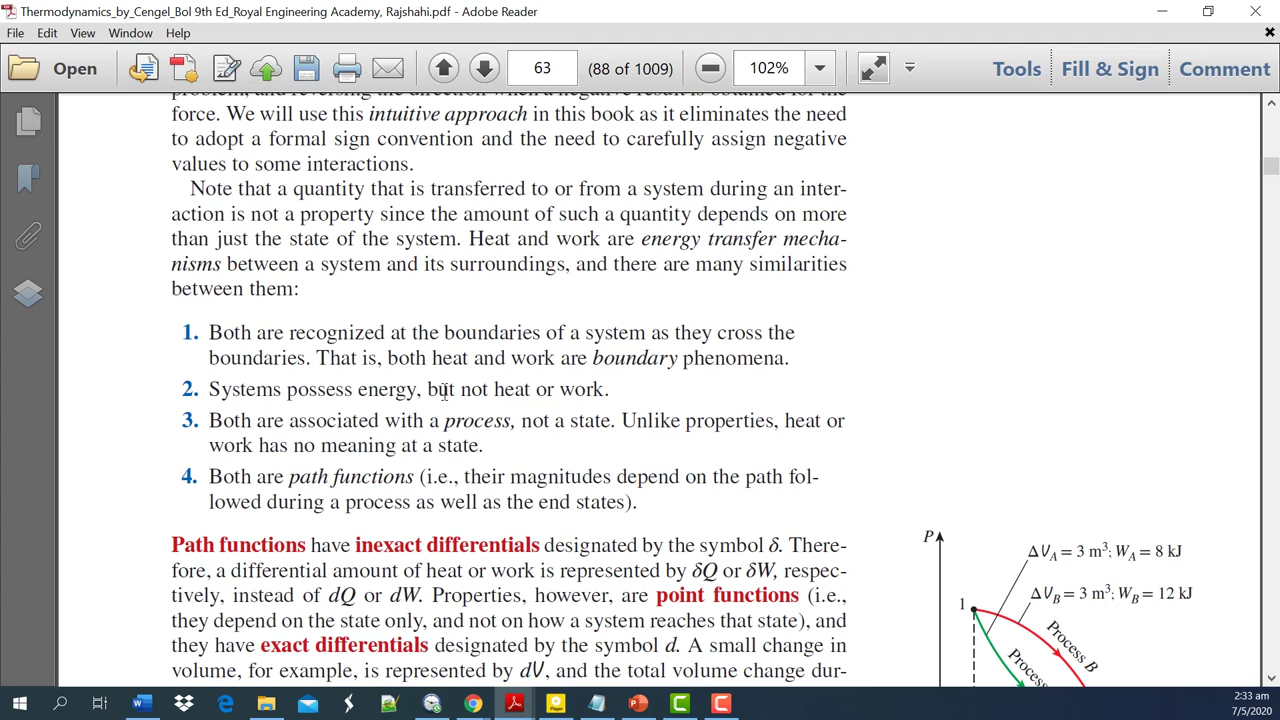 Thermodynamics_by_Cengel_Bol 9th Ed_Royal Engineering Academy, Rajshahi.pdf - Adobe Reader
File Edit View Window Help
Open 63 (88 of 1009) 102% Tools Fill & Sign Comment
problem, and reversing the direction when a negative result is obtained for the
force. We will use this intuitive approach in this book as it eliminates the need
to adopt a formal sign convention and the need to carefully assign negative
values to some interactions.
Note that a quantity that is transferred to or from a system during an inter-
action is not a property since the amount of such a quantity depends on more
than just the state of the system. Heat and work are energy transfer mecha-
nisms between a system and its surroundings, and there are many similarities
between them:
1. Both are recognized at the boundaries of a system as they cross the
boundaries. That is, both heat and work are boundary phenomena.
2. Systems possess energy, but not heat or work.
3. Both are associated with a process, not a state. Unlike properties, heat or
work has no meaning at a state.
4. Both are path functions (i.e., their magnitudes depend on the path fol-
lowed during a process as well as the end states).
Path functions have inexact differentials designated by the symbol δ. There-
fore, a differential amount of heat or work is represented by δQ or δW, respec-
tively, instead of dQ or dW. Properties, however, are point functions (i.e.,
they depend on the state only, and not on how a system reaches that state), and
they have exact differentials designated by the symbol d. A small change in
volume, for example, is represented by dV, and the total volume change dur-
P
ΔV_A = 3 m³; W_A = 8 kJ
ΔV_B = 3 m³; W_B = 12 kJ
1
Process B
Process
2:33 am
7/5/2020